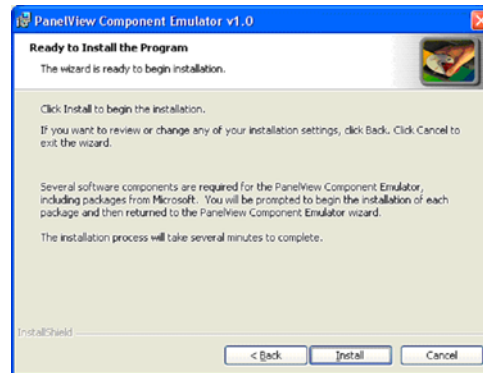 PanelView Component Emulator v1.0
Ready to Install the Program
The wizard is ready to begin installation.
Click Install to begin the installation.
If you want to review or change any of your installation settings, click Back. Click Cancel to
exit the wizard.
Several software components are required for the PanelView Component Emulator,
including packages from Microsoft. You will be prompted to begin the installation of each
package and then returned to the PanelView Component Emulator wizard.
The installation process will take several minutes to complete.
InstallShield
< Back Install Cancel